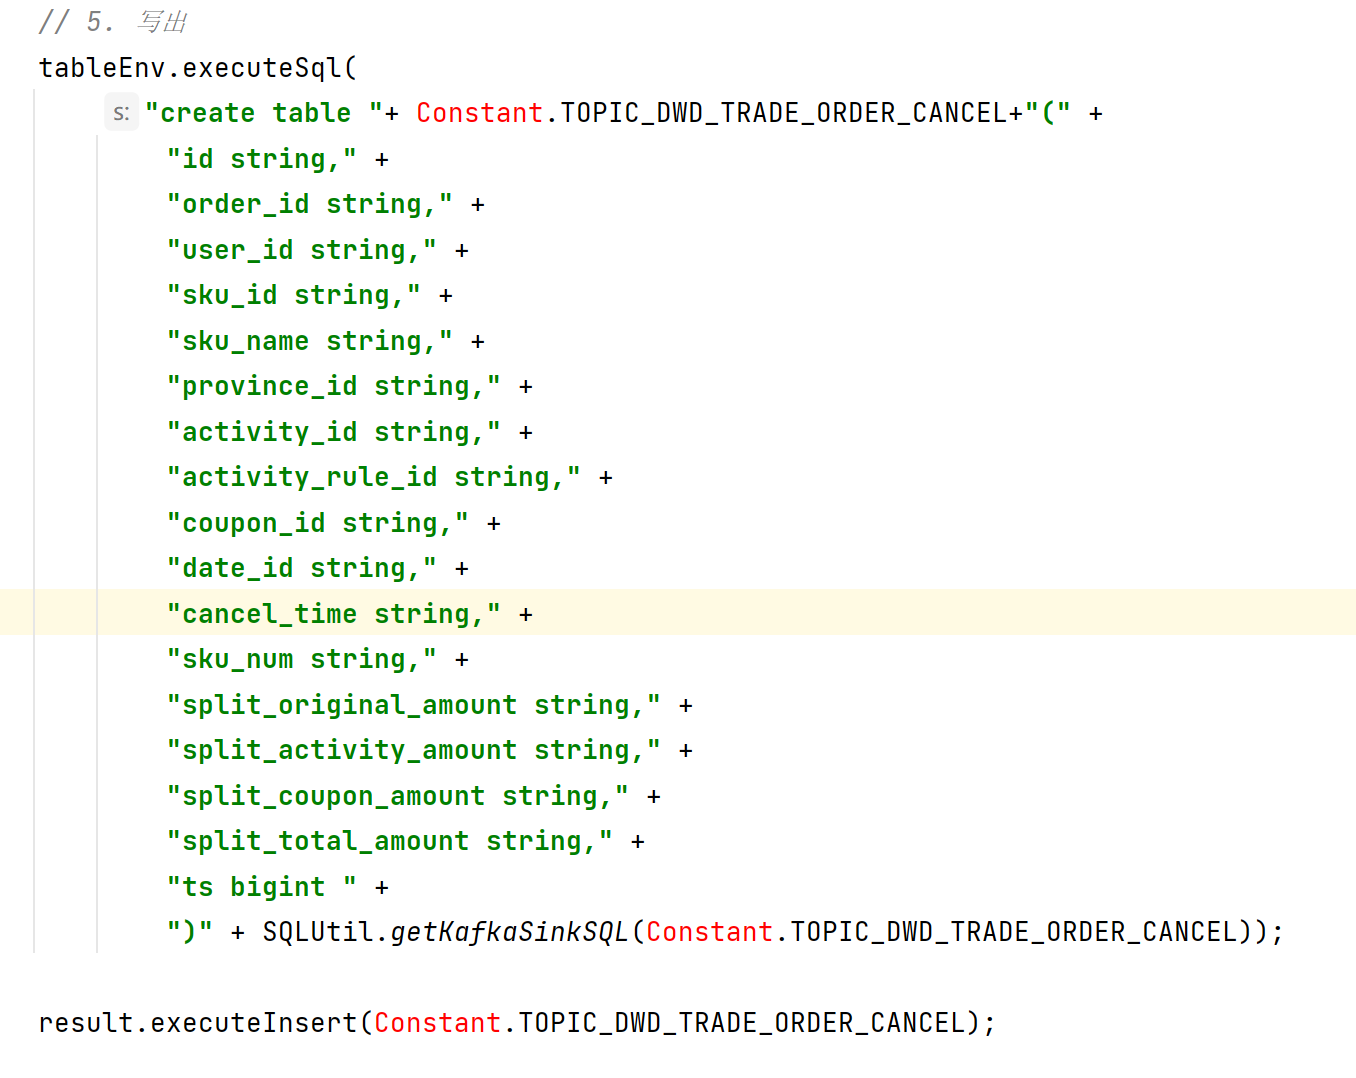 // 5. 写出
tableEnv.executeSql(
s: "create table "+ Constant.TOPIC_DWD_TRADE_ORDER_CANCEL+"(" +
"id string," +
"order_id string," +
"user_id string," +
"sku_id string," +
"sku_name string," +
"province_id string," +
"activity_id string," +
"activity_rule_id string," +
"coupon_id string," +
"date_id string," +
"cancel_time string," +
"sku_num string," +
"split_original_amount string," +
"split_activity_amount string," +
"split_coupon_amount string," +
"split_total_amount string," +
"ts bigint " +
")" + SQLUtil.getKafkaSinkSQL(Constant.TOPIC_DWD_TRADE_ORDER_CANCEL));
result.executeInsert(Constant.TOPIC_DWD_TRADE_ORDER_CANCEL);